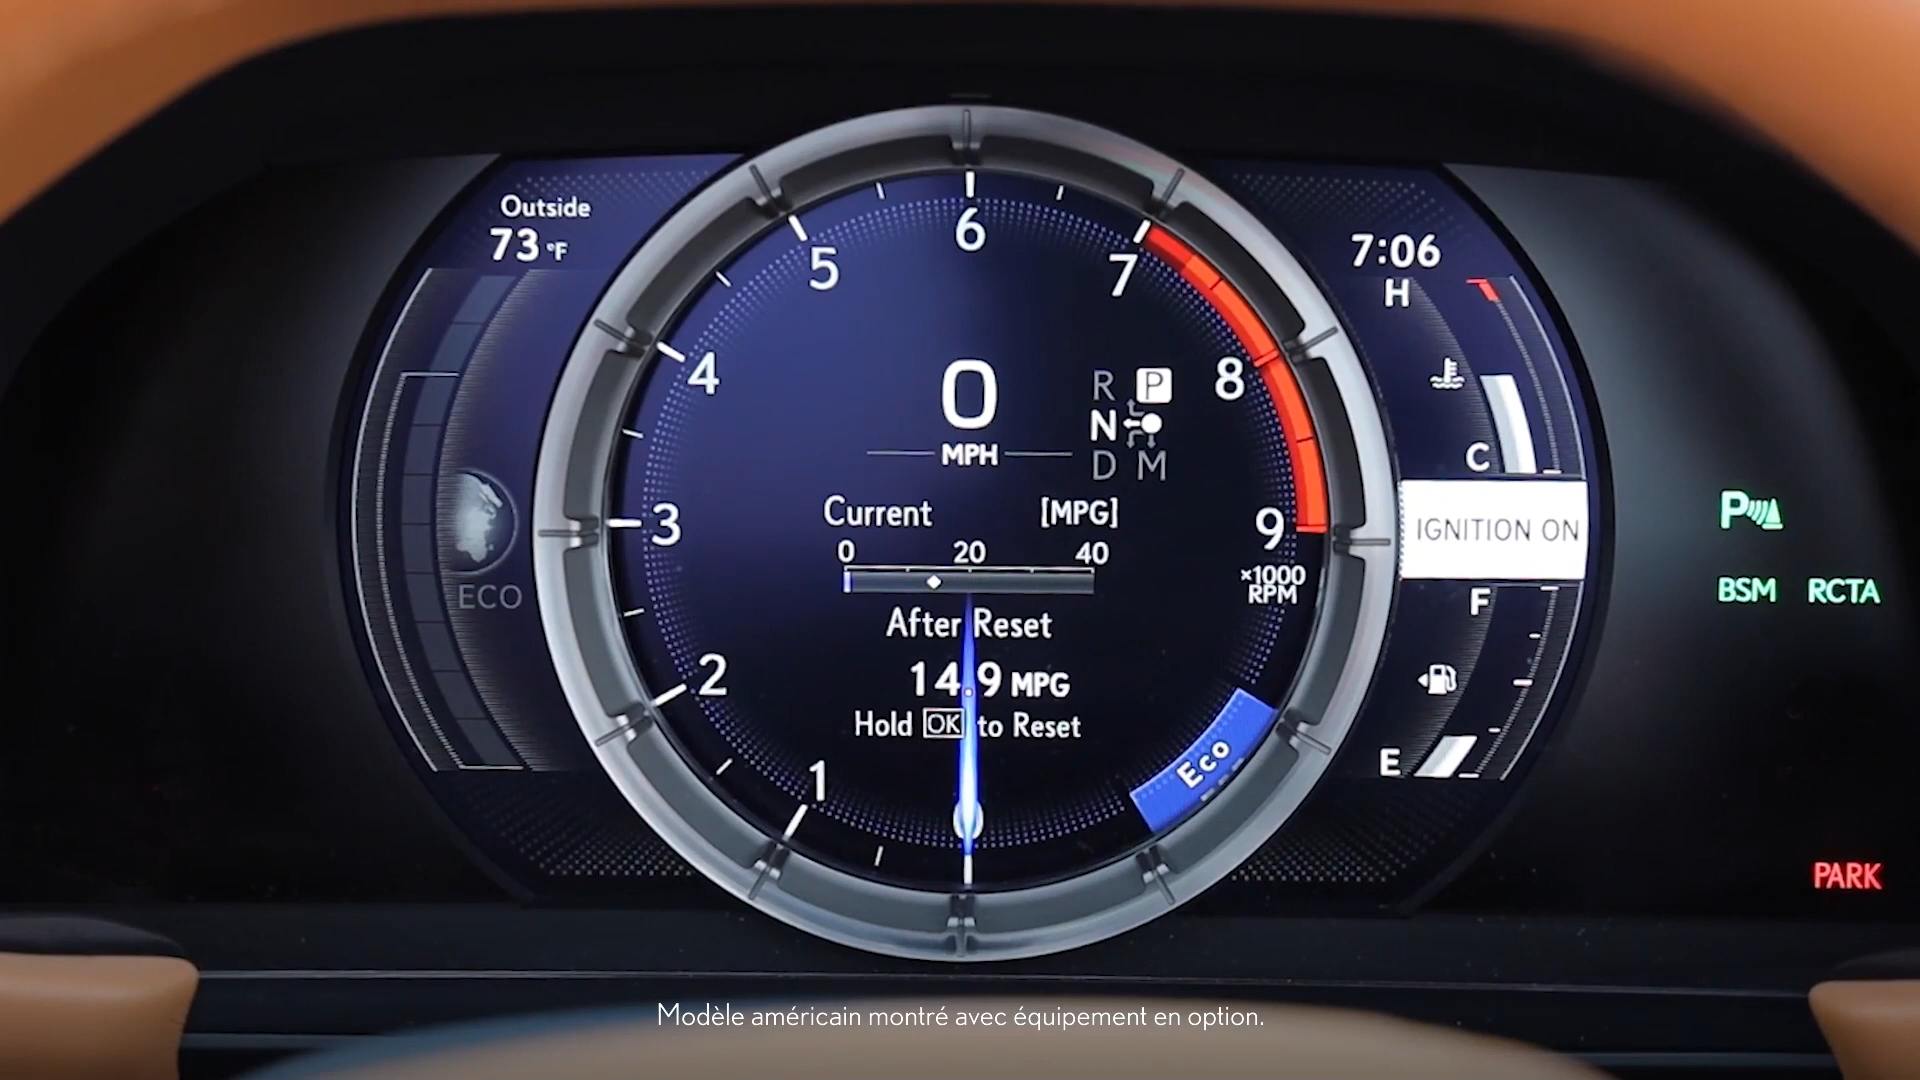 Outside
73 °F
ECO
6
5
7
4
8
3
9
2
1
×1000
RPM
0
MPH
R P
N
D M
Current [MPG]
0 20 40
After Reset
14.9 MPG
Hold OK to Reset
Eco
7:06
H
C
IGNITION ON
F
E
P
BSM RCTA
PARK
Modèle américain montré avec équipement en option.